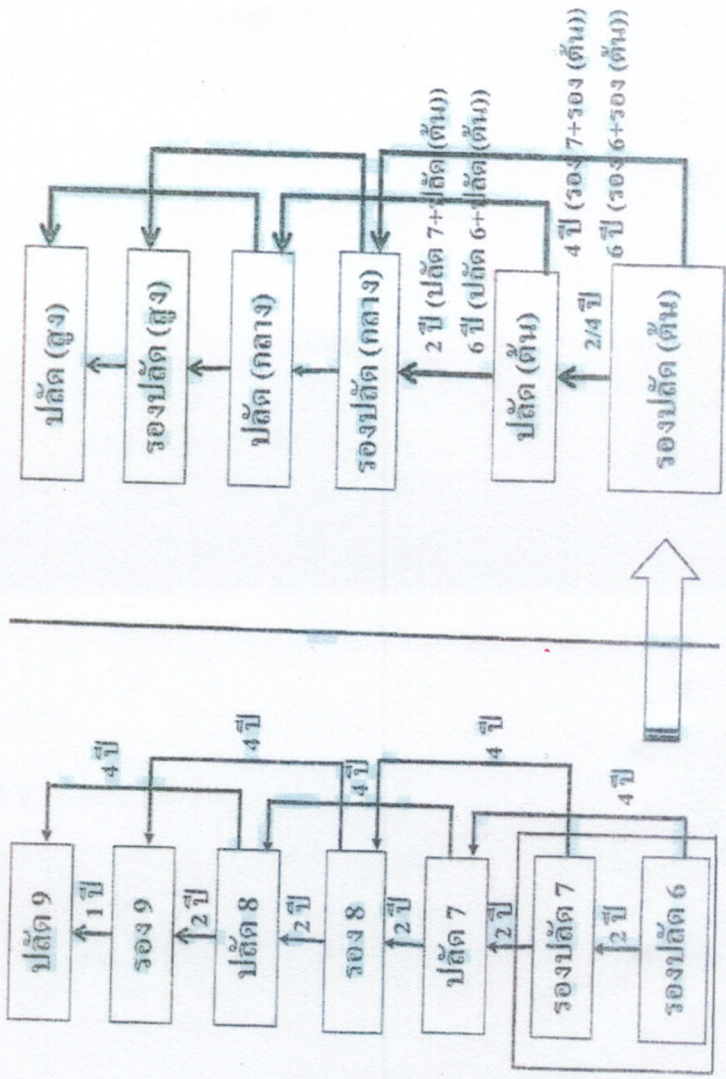 ปลัด 9
1 ปี
4 ปี
รอง 9
2 ปี
4 ปี
ปลัด 8
2 ปี
4 ปี
รอง 8
2 ปี
4 ปี
ปลัด 7
2 ปี
4 ปี
รองปลัด 7
2 ปี
รองปลัด 6
ปลัด (สูง)
รองปลัด (สูง)
ปลัด (กลาง)
รองปลัด (กลาง)
2 ปี (ปลัด 7+ปลัด (ต้น))
6 ปี (ปลัด 6+ปลัด (ต้น))
ปลัด (ต้น)
2/4 ปี
4 ปี (รอง 7+รอง (ต้น))
6 ปี (รอง 6+รอง (ต้น))
รองปลัด (ต้น)